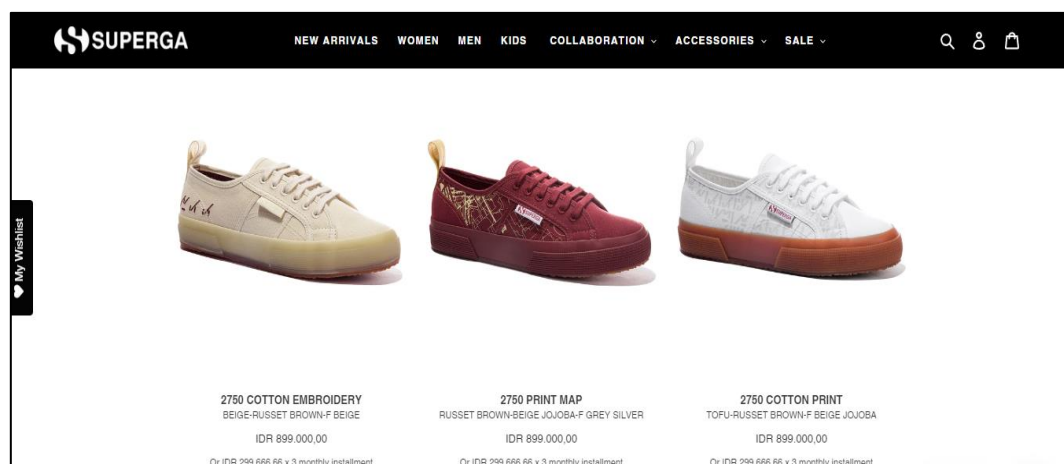 SUPERGA
NEW ARRIVALS WOMEN MEN KIDS COLLABORATION ACCESSORIES SALE
My Wishlist
SUPERGA
SUPERGA
2750 COTTON EMBROIDERY
BEIGE-RUSSET BROWN-F BEIGE
IDR 899.000,00
Or IDR 299.666,66 x 3 monthly installment
2750 PRINT MAP
RUSSET BROWN-BEIGE JOJOBA-F GREY SILVER
IDR 899.000,00
Or IDR 299.666,66 x 3 monthly installment
2750 COTTON PRINT
TOFU-RUSSET BROWN-F BEIGE JOJOBA
IDR 899.000,00
Or IDR 299.666,66 x 3 monthly installment